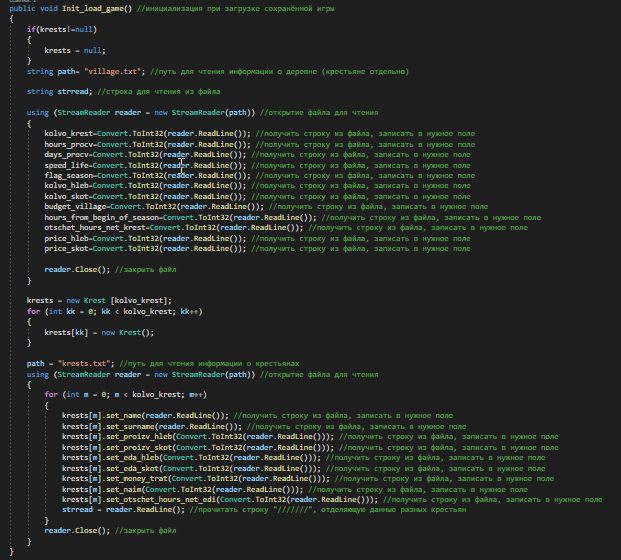 public void Init_load_game() //инициализация при загрузке сохранённой игры
{
if(krests!=null)
{
krests = null;
}
string path= "village.txt"; //путь для чтения информации о деревне (крестьяне отдельно)
string strread; //строка для чтения из файла
using (StreamReader reader = new StreamReader(path)) //открытие файла для чтения
{
kolvo_krest=Convert.ToInt32(reader.ReadLine()); //получить строку из файла, записать в нужное поле
hours_procv=Convert.ToInt32(reader.ReadLine()); //получить строку из файла, записать в нужное поле
days_procv=Convert.ToInt32(reader.ReadLine()); //получить строку из файла, записать в нужное поле
speed_life=Convert.ToInt32(reader.ReadLine()); //получить строку из файла, записать в нужное поле
flag_season=Convert.ToInt32(reader.ReadLine()); //получить строку из файла, записать в нужное поле
kolvo_hleb=Convert.ToInt32(reader.ReadLine()); //получить строку из файла, записать в нужное поле
kolvo_skot=Convert.ToInt32(reader.ReadLine()); //получить строку из файла, записать в нужное поле
budget_village=Convert.ToInt32(reader.ReadLine()); //получить строку из файла, записать в нужное поле
hours_from_begin_of_season=Convert.ToInt32(reader.ReadLine()); //получить строку из файла, записать в нужное поле
otschet_hours_net_krest=Convert.ToInt32(reader.ReadLine()); //получить строку из файла, записать в нужное поле
price_hleb=Convert.ToInt32(reader.ReadLine()); //получить строку из файла, записать в нужное поле
price_skot=Convert.ToInt32(reader.ReadLine()); //получить строку из файла, записать в нужное поле
reader.Close(); //закрыть файл
}
krests = new Krest [kolvo_krest];
for (int kk = 0; kk < kolvo_krest; kk++)
{
krests[kk] = new Krest();
}
path = "krests.txt"; //путь для чтения информации о крестьянах
using (StreamReader reader = new StreamReader(path)) //открытие файла для чтения
{
for (int m = 0; m < kolvo_krest; m++)
{
krests[m].set_name(reader.ReadLine()); //получить строку из файла, записать в нужное поле
krests[m].set_surname(reader.ReadLine()); //получить строку из файла, записать в нужное поле
krests[m].set_proizv_hleb(Convert.ToInt32(reader.ReadLine())); //получить строку из файла, записать в нужное поле
krests[m].set_proizv_skot(Convert.ToInt32(reader.ReadLine())); //получить строку из файла, записать в нужное поле
krests[m].set_eda_hleb(Convert.ToInt32(reader.ReadLine())); //получить строку из файла, записать в нужное поле
krests[m].set_eda_skot(Convert.ToInt32(reader.ReadLine())); //получить строку из файла, записать в нужное поле
krests[m].set_money_trat(Convert.ToInt32(reader.ReadLine())); //получить строку из файла, записать в нужное поле
krests[m].set_naim(Convert.ToInt32(reader.ReadLine())); //получить строку из файла, записать в нужное поле
krests[m].set_otschet_hours_net_edi(Convert.ToInt32(reader.ReadLine())); //получить строку из файла, записать в нужное поле
strread = reader.ReadLine(); //прочитать строку "///////", отделяющую данные разных крестьян
}
reader.Close(); //закрыть файл
}
}